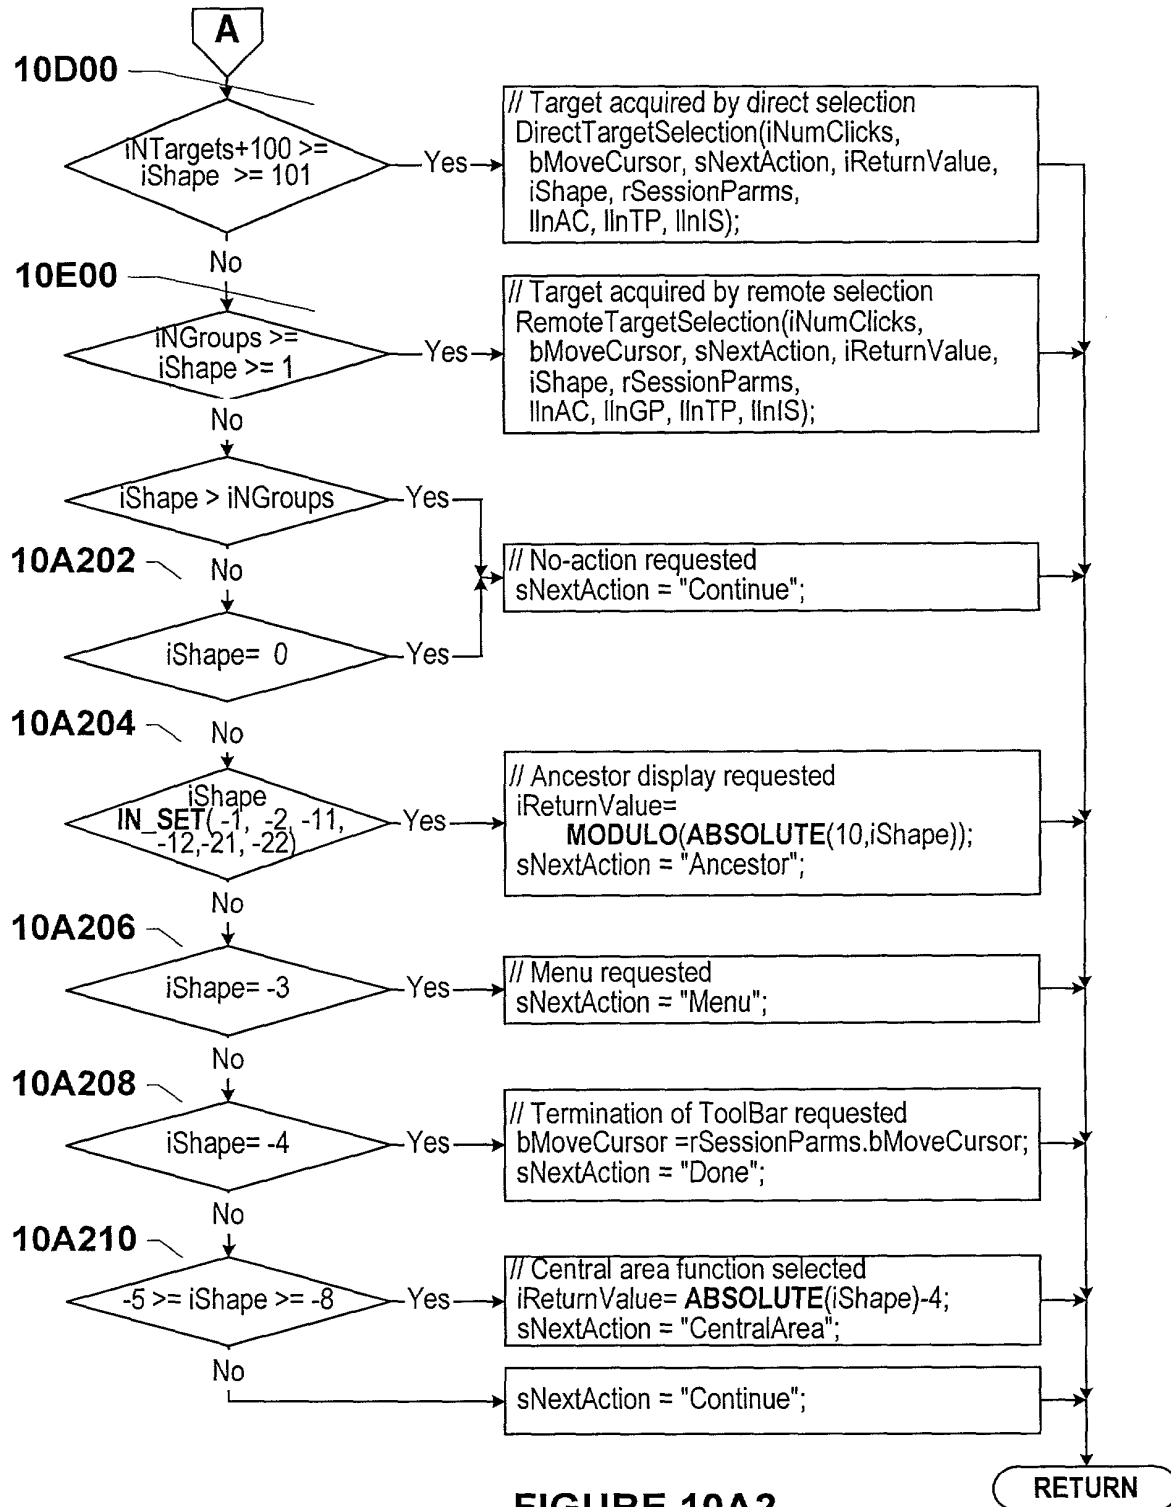 A
10D00
iNTargets+100 >=
iShape >= 101
Yes
// Target acquired by direct selection
DirectTargetSelection(iNumClicks,
bMoveCursor, sNextAction, iReturnValue,
iShape, rSessionParms,
llnAC, llnTP, llnIS);
No
10E00
iNGroups >=
iShape >= 1
Yes
// Target acquired by remote selection
RemoteTargetSelection(iNumClicks,
bMoveCursor, sNextAction, iReturnValue,
iShape, rSessionParms,
llnAC, llnGP, llnTP, llnIS);
No
iShape > iNGroups
Yes
10A202
No
// No-action requested
sNextAction = "Continue";
iShape= 0
Yes
10A204
No
iShape
IN_SET( -1, -2, -11,
-12,-21, -22)
Yes
// Ancestor display requested
iReturnValue=
MODULO(ABSOLUTE(10,iShape));
sNextAction = "Ancestor";
No
10A206
iShape= -3
Yes
// Menu requested
sNextAction = "Menu";
No
10A208
iShape= -4
Yes
// Termination of ToolBar requested
bMoveCursor =rSessionParms.bMoveCursor;
sNextAction = "Done";
No
10A210
-5 >= iShape >= -8
Yes
// Central area function selected
iReturnValue= ABSOLUTE(iShape)-4;
sNextAction = "CentralArea";
No
sNextAction = "Continue";
RETURN
FIGURE 10A2